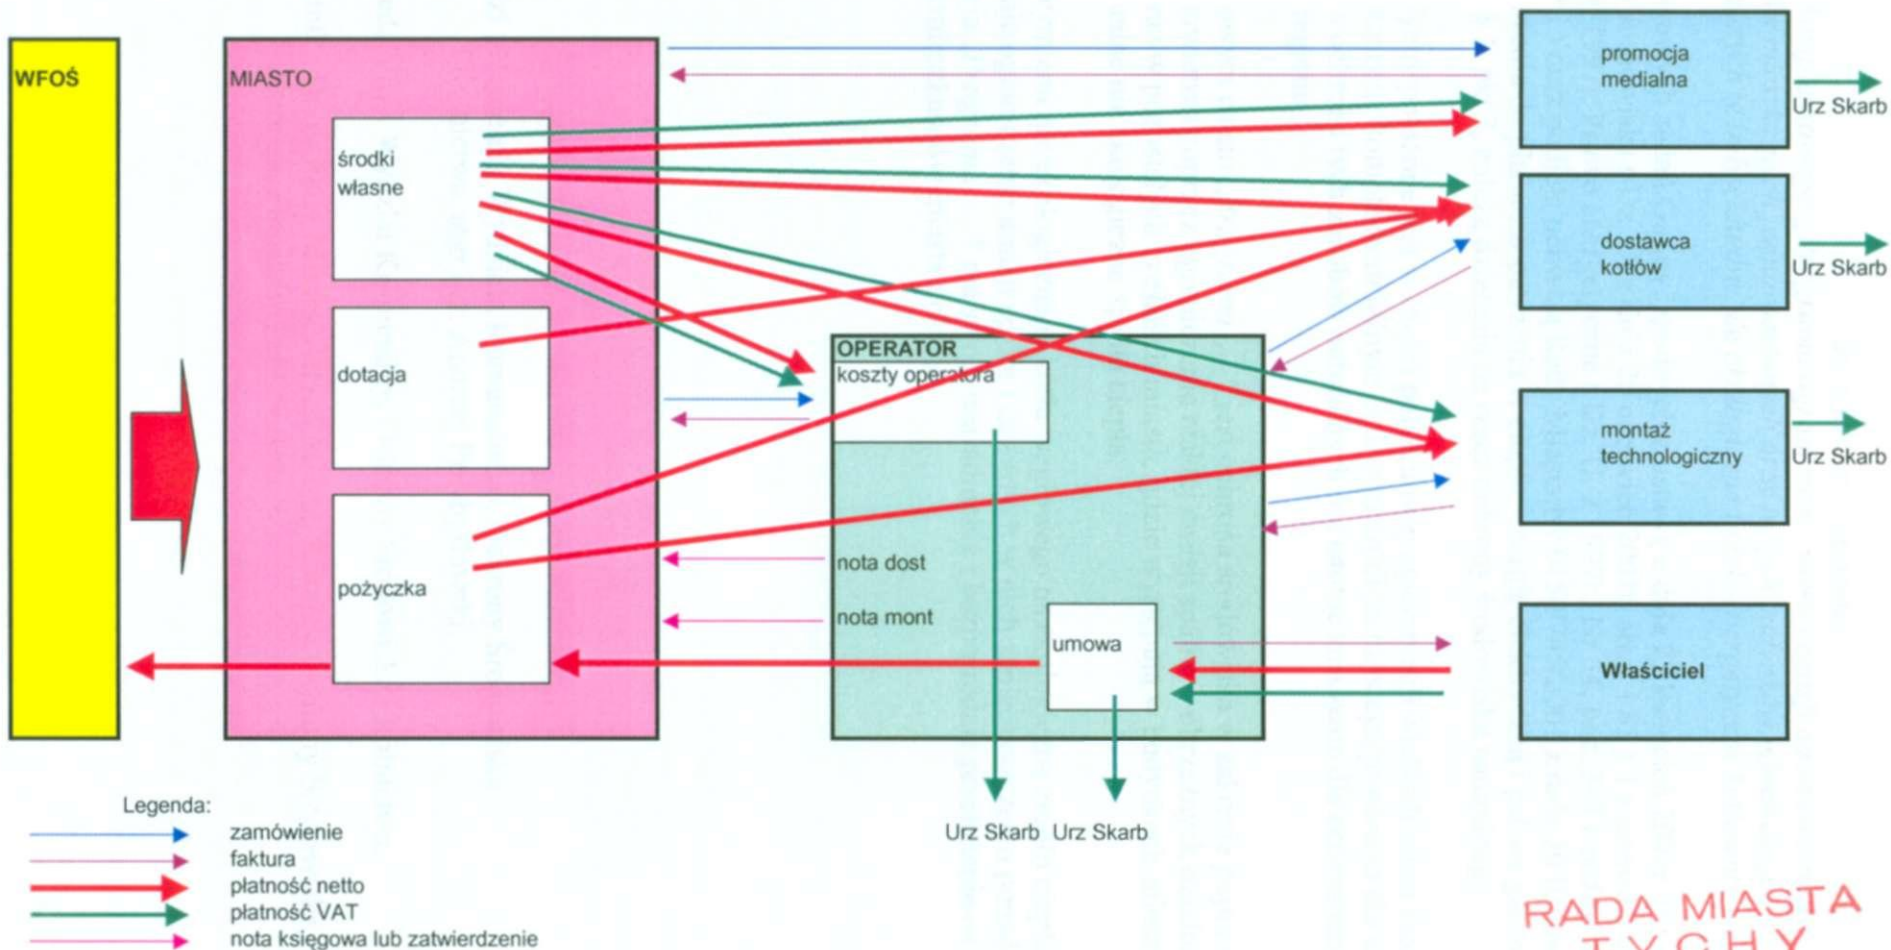 WFOŚ
MIASTO
środki
własne
dotacja
pożyczka
OPERATOR
koszty operatora
nota dost
nota mont
umowa
promocja
medialna
Urz Skarb
dostawca
kotłów
Urz Skarb
montaż
technologiczny
Urz Skarb
Właściciel
Urz Skarb
Urz Skarb
Legenda:
zamówienie
faktura
płatność netto
płatność VAT
nota księgowa lub zatwierdzenie
RADA MIASTA
TYCHY